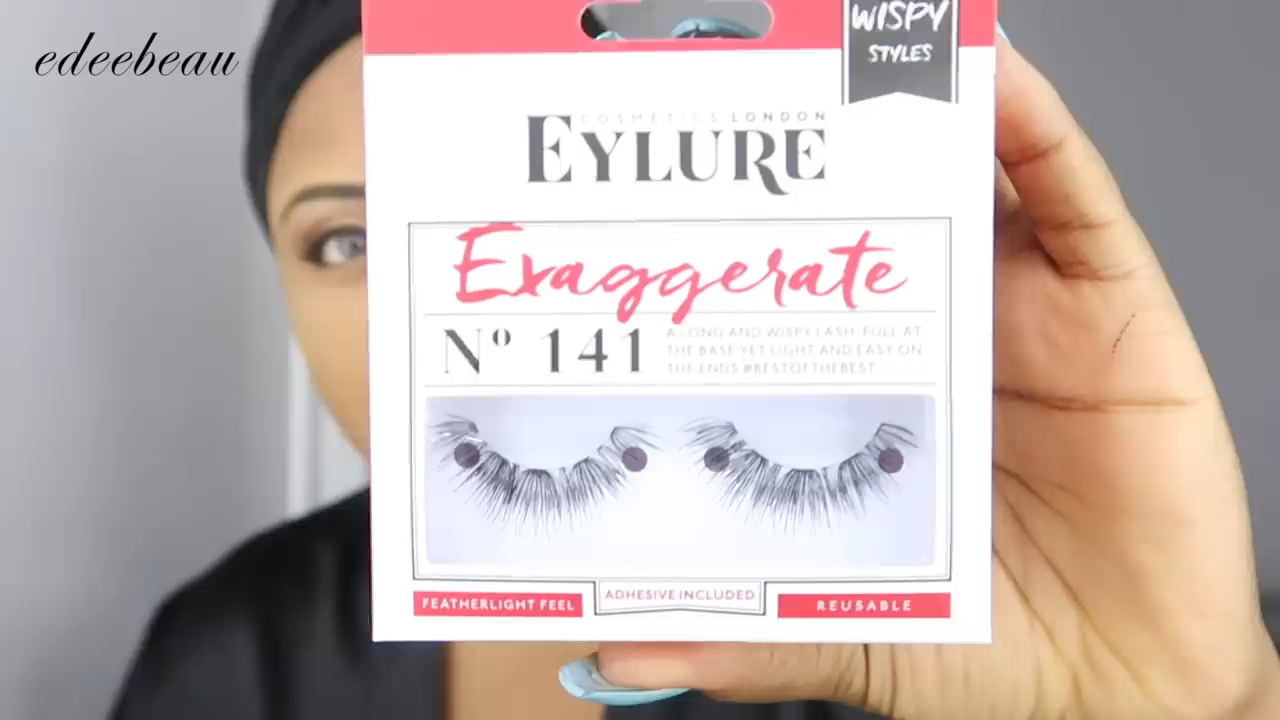 edeebeau
WISPY
STYLES
COSMETICS LONDON
EYLURE
Exaggerate
Nº 141
A LONG AND WISPY LASH, FULL AT
THE BASE YET LIGHT AND EASY ON
THE ENDS #BESTOFTHEBEST
FEATHERLIGHT FEEL
ADHESIVE INCLUDED
REUSABLE